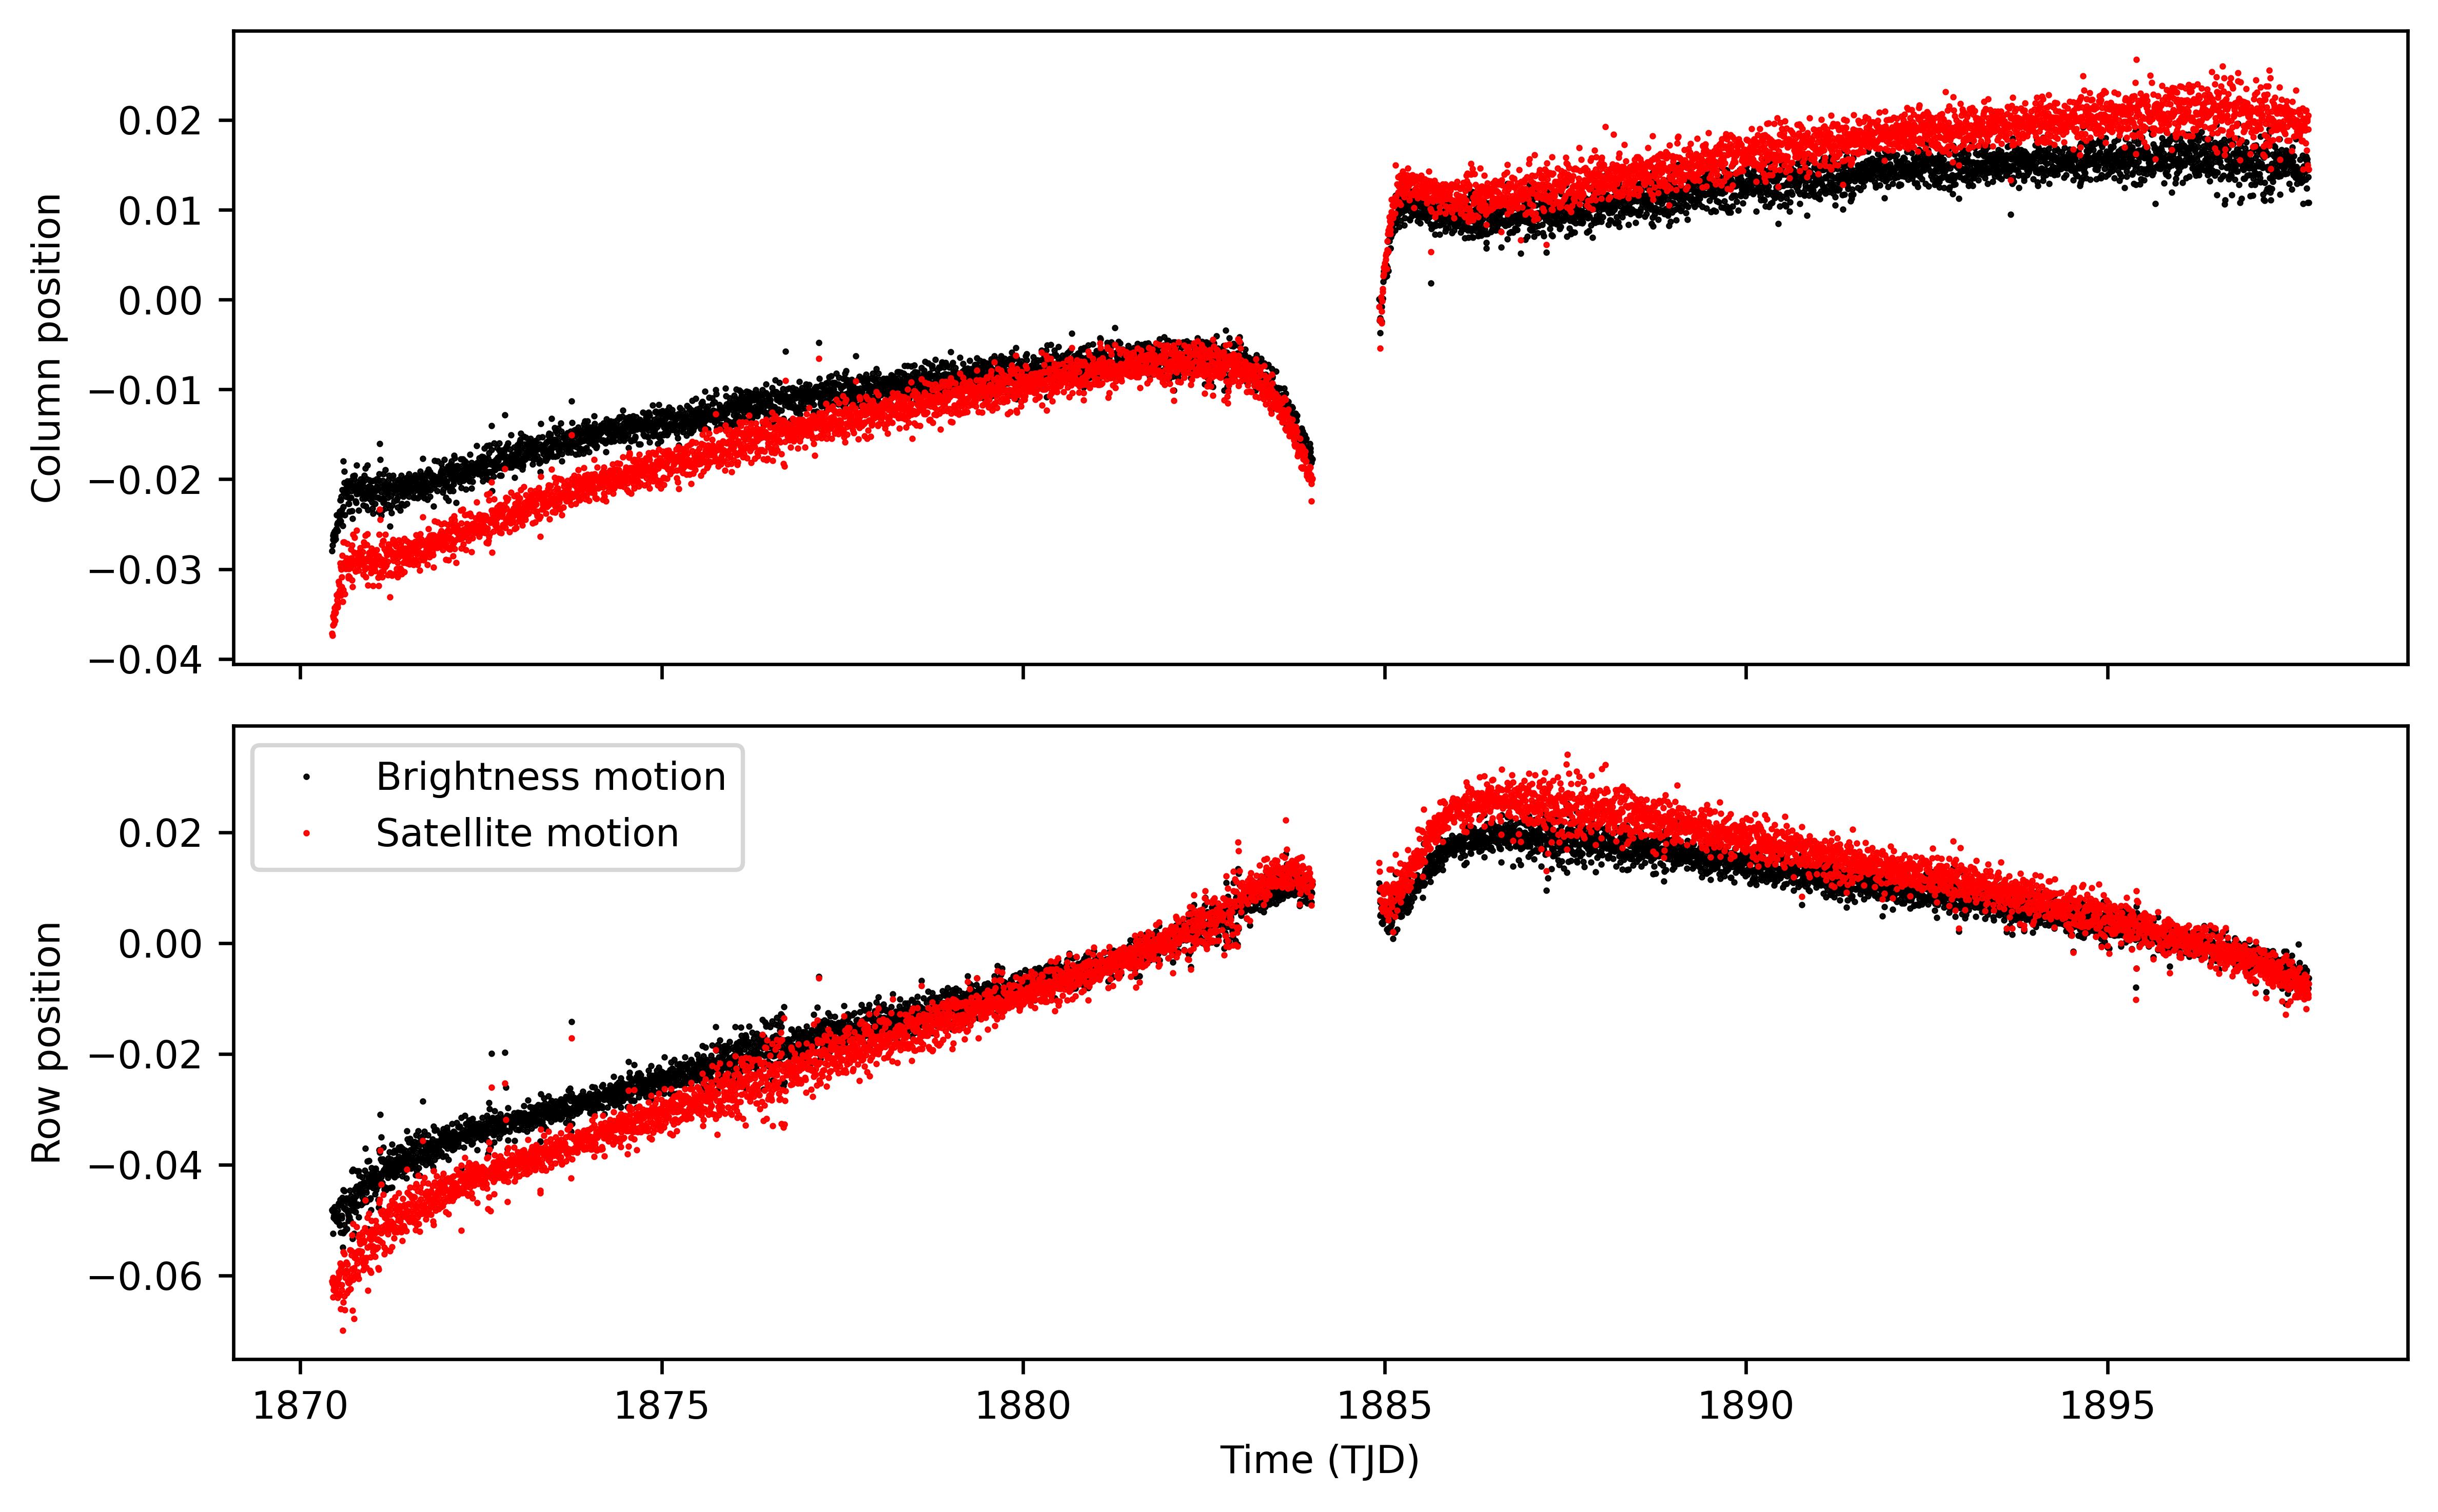 0.02
0.01
0.00
−0.01
−0.02
−0.03
−0.04
Column position
Brightness motion
Satellite motion
0.02
0.00
−0.02
−0.04
−0.06
Row position
1870 1875 1880 1885 1890 1895
Time (TJD)